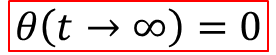 θ(t → ∞) = 0